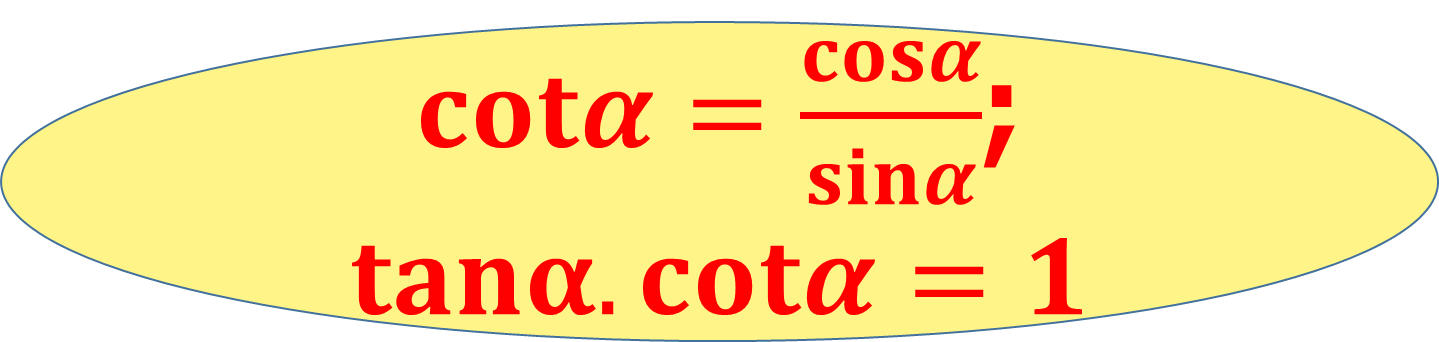 cotα = cosα/sinα;
tanα. cotα = 1